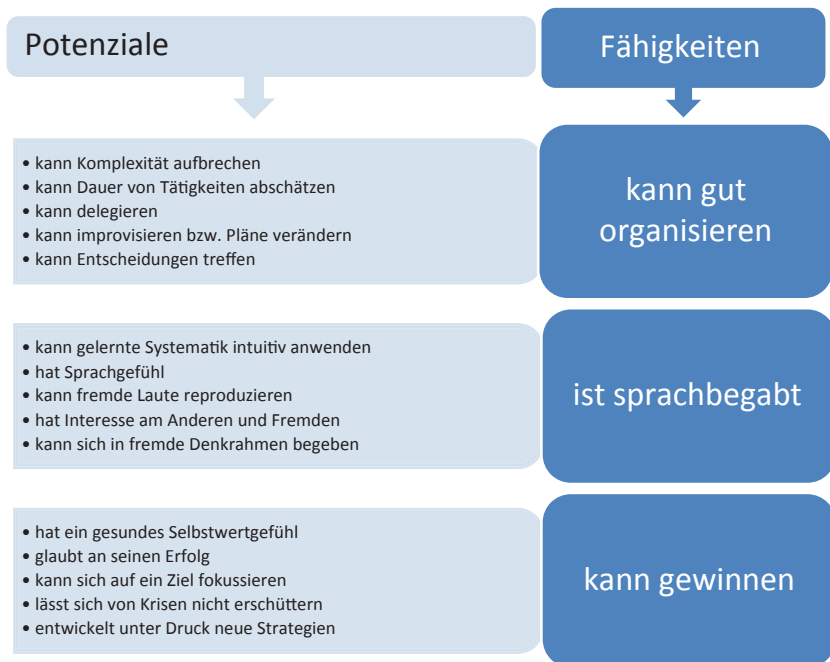 Potenziale
Fähigkeiten
• kann Komplexität aufbrechen
• kann Dauer von Tätigkeiten abschätzen
• kann delegieren
• kann improvisieren bzw. Pläne verändern
• kann Entscheidungen treffen
kann gut
organisieren
• kann gelernte Systematik intuitiv anwenden
• hat Sprachgefühl
• kann fremde Laute reproduzieren
• hat Interesse am Anderen und Fremden
• kann sich in fremde Denkrahmen begeben
ist sprachbegabt
• hat ein gesundes Selbstwertgefühl
• glaubt an seinen Erfolg
• kann sich auf ein Ziel fokussieren
• lässt sich von Krisen nicht erschüttern
• entwickelt unter Druck neue Strategien
kann gewinnen